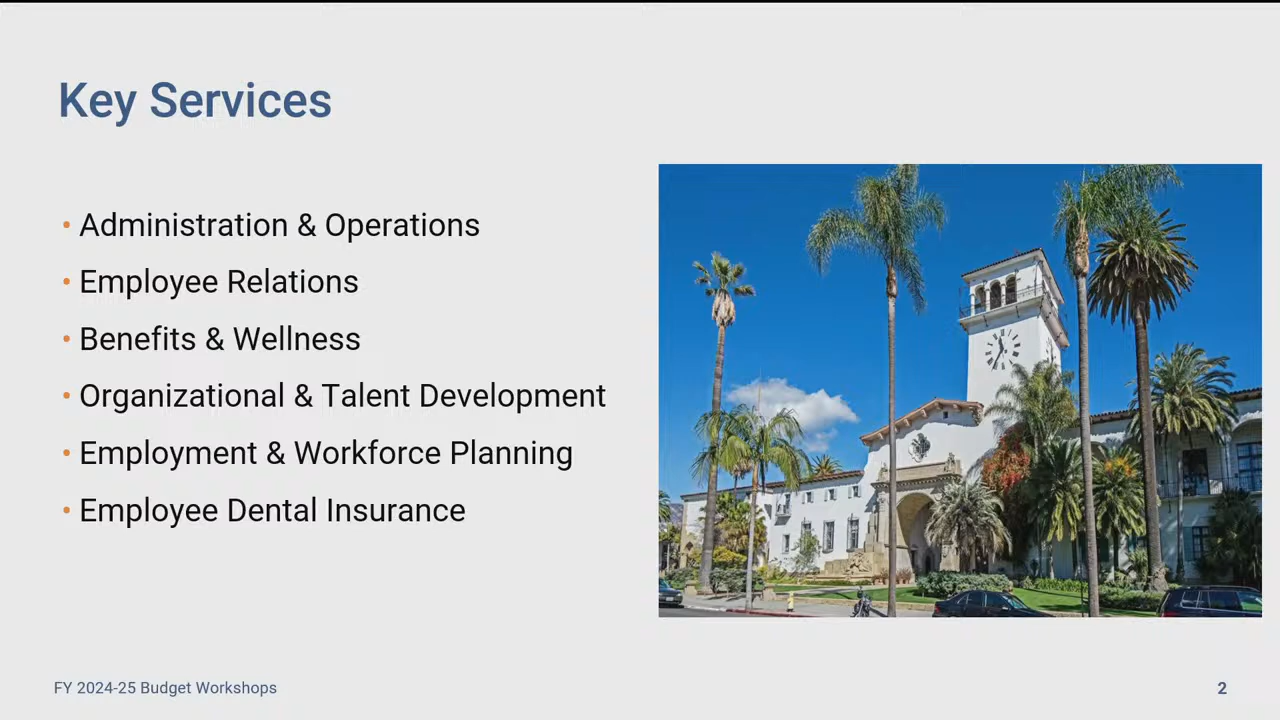 Key Services
• Administration & Operations
• Employee Relations
• Benefits & Wellness
• Organizational & Talent Development
• Employment & Workforce Planning
• Employee Dental Insurance
FY 2024-25 Budget Workshops
2